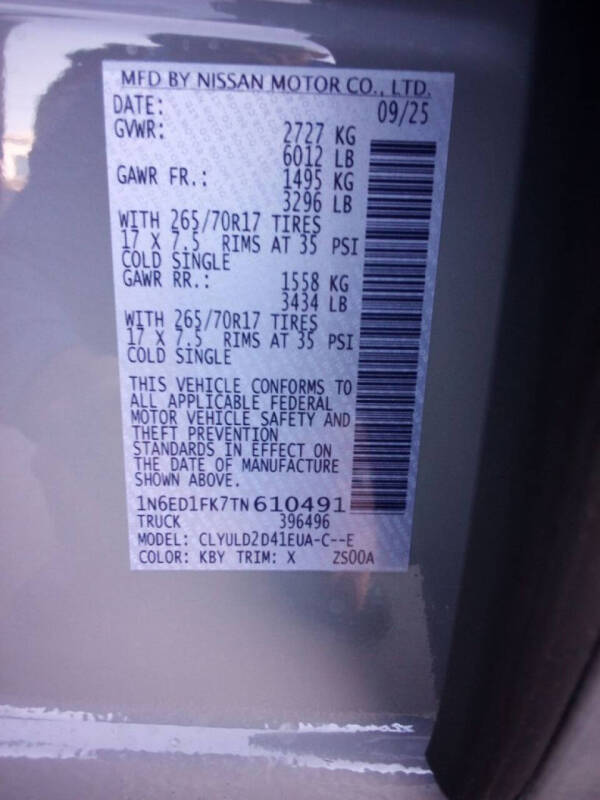 MFD BY NISSAN MOTOR CO., LTD.
DATE: 09/25
GVWR: 2727 KG
6012 LB
GAWR FR.: 1495 KG
3296 LB
WITH 265/70R17 TIRES
17 X 7.5 RIMS AT 35 PSI
COLD SINGLE
GAWR RR.: 1558 KG
3434 LB
WITH 265/70R17 TIRES
17 X 7.5 RIMS AT 35 PSI
COLD SINGLE
THIS VEHICLE CONFORMS TO
ALL APPLICABLE FEDERAL
MOTOR VEHICLE SAFETY AND
THEFT PREVENTION
STANDARDS IN EFFECT ON
THE DATE OF MANUFACTURE
SHOWN ABOVE.
1N6ED1FK7TN610491
TRUCK 396496
MODEL: CLYULD2D41EUA-C--E
COLOR: KBY TRIM: X ZS00A